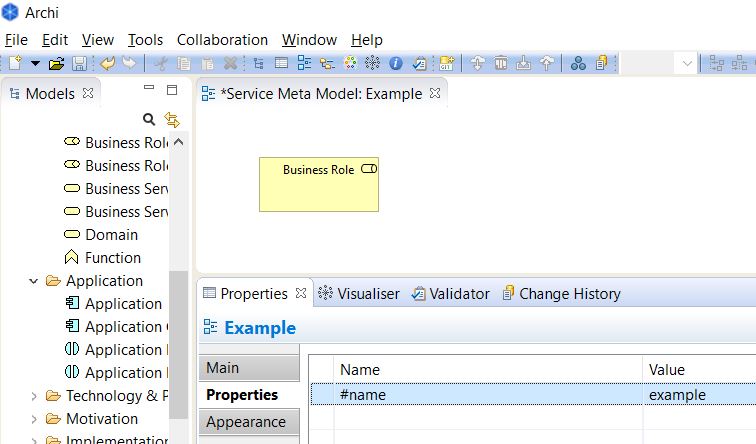 Archi
File Edit View Tools Collaboration Window Help
Models
*Service Meta Model: Example
Business Rol
Business Rol
Business Serv
Business Serv
Domain
Function
Application
Application
Application
Application
Application
Technology & P
Motivation
Implementation
Business Role
Properties Visualiser Validator Change History
Example
Main
Properties
Appearance
Name Value
#name example